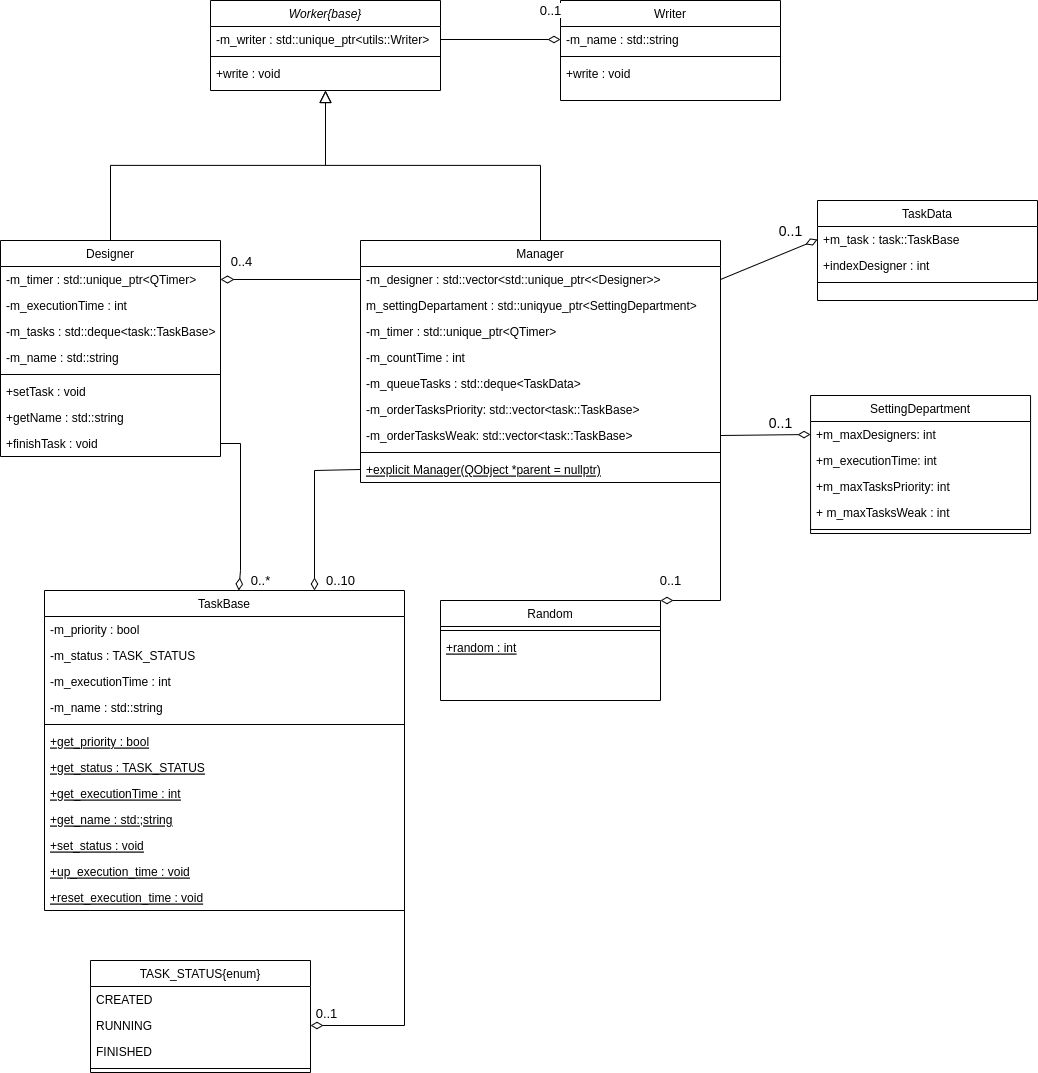 Worker{base}
-m_writer : std::unique_ptr<utils::Writer>
+write : void
0..1
Writer
-m_name : std::string
+write : void
Designer
-m_timer : std::unique_ptr<QTimer>
-m_executionTime : int
-m_tasks : std::deque<task::TaskBase>
-m_name : std::string
+setTask : void
+getName : std::string
+finishTask : void
0..4
Manager
-m_designer : std::vector<std::unique_ptr<<Designer>>
m_settingDepartament : std::uniqyue_ptr<SettingDepartment>
-m_timer : std::unique_ptr<QTimer>
-m_countTime : int
-m_queueTasks : std::deque<TaskData>
-m_orderTasksPriority: std::vector<task::TaskBase>
-m_orderTasksWeak: std::vector<task::TaskBase>
+explicit Manager(QObject *parent = nullptr)
0..1
TaskData
+m_task : task::TaskBase
+indexDesigner : int
0..1
SettingDepartment
+m_maxDesigners: int
+m_executionTime: int
+m_maxTasksPriority: int
+ m_maxTasksWeak : int
0..*
0..10
TaskBase
-m_priority : bool
-m_status : TASK_STATUS
-m_executionTime : int
-m_name : std::string
+get_priority : bool
+get_status : TASK_STATUS
+get_executionTime : int
+get_name : std:;string
+set_status : void
+up_execution_time : void
+reset_execution_time : void
0..1
Random
+random : int
TASK_STATUS{enum}
CREATED
RUNNING
FINISHED
0..1